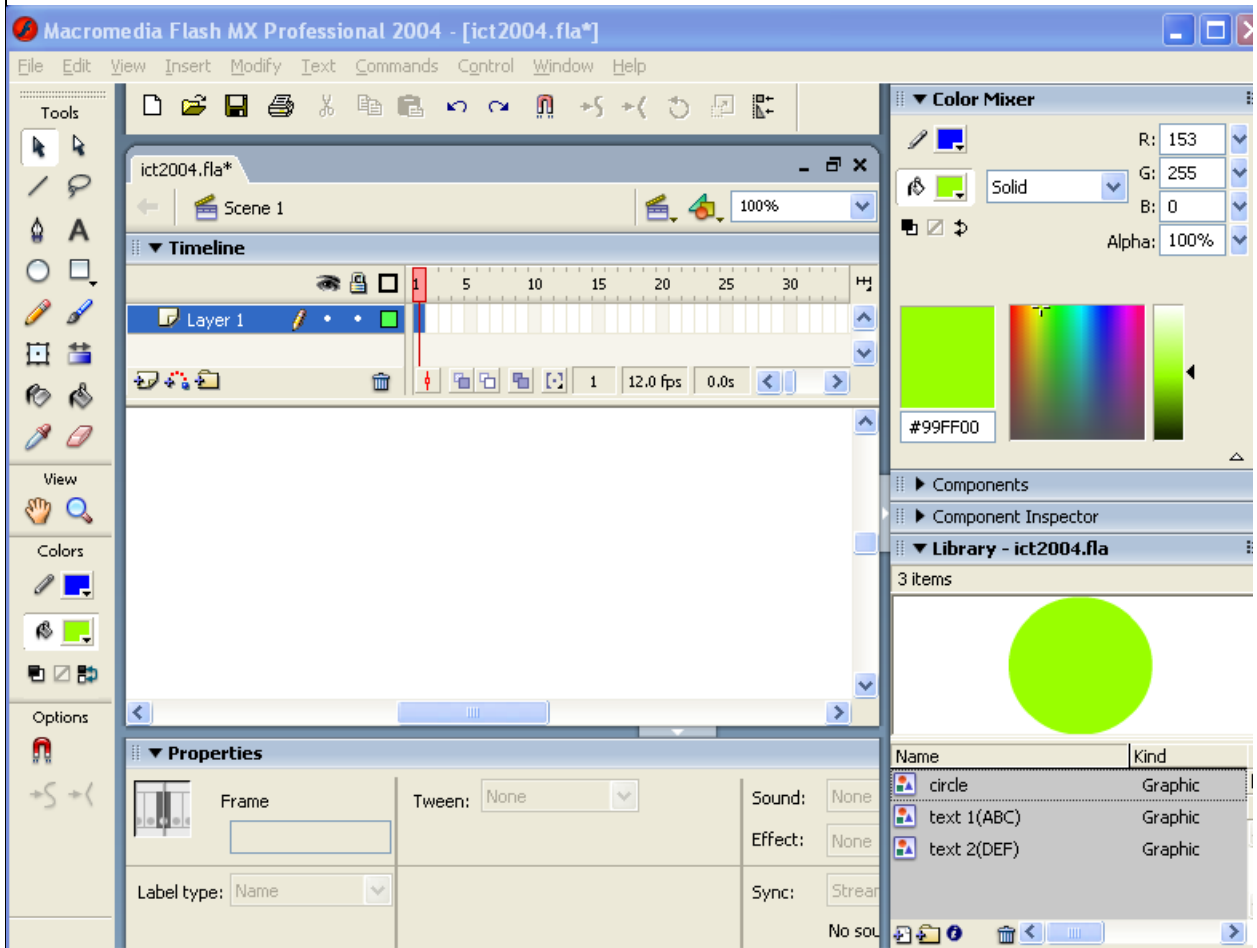 Macromedia Flash MX Professional 2004 - [ict2004.fla*]
File Edit View Insert Modify Text Commands Control Window Help
Tools
ict2004.fla*
Scene 1
100%
Timeline
1 5 10 15 20 25 30
Layer 1
1 12.0 fps 0.0s
View
Colors
Options
Properties
Frame
Tween: None
Sound: None
Effect: None
Label type: Name
Sync: Strear
No sou
Color Mixer
R: 153
Solid
G: 255
B: 0
Alpha: 100%
#99FF00
Components
Component Inspector
Library - ict2004.fla
3 items
Name Kind
circle Graphic
text 1(ABC) Graphic
text 2(DEF) Graphic